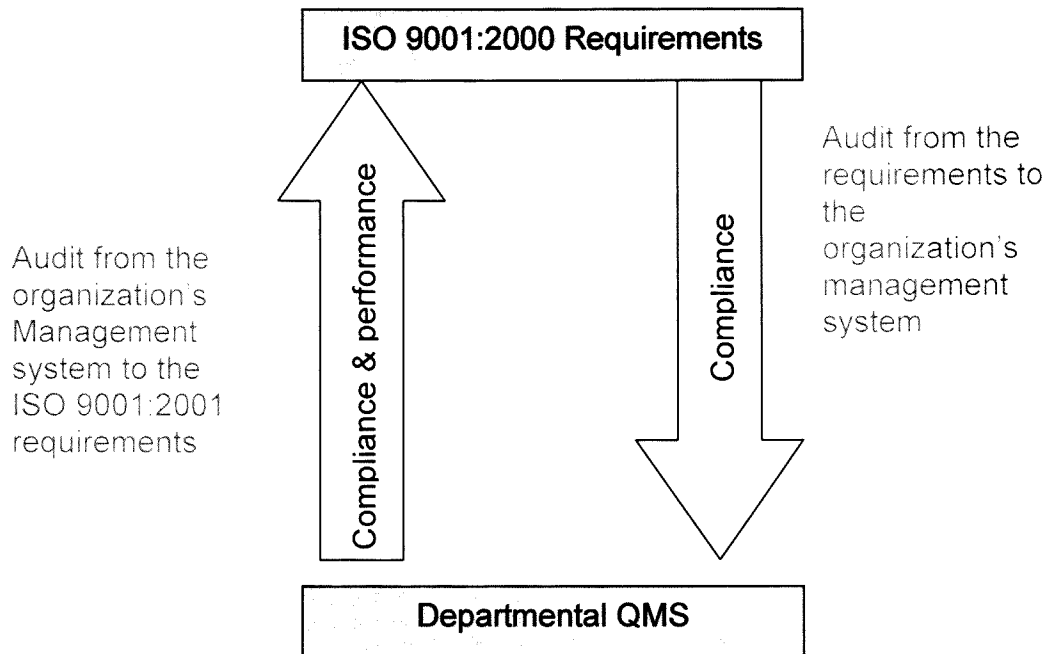 ISO 9001:2000 Requirements
Audit from the
organization's
Management
system to the
ISO 9001:2001
requirements
Compliance & performance
Compliance
Audit from the
requirements to
the
organization's
management
system
Departmental QMS